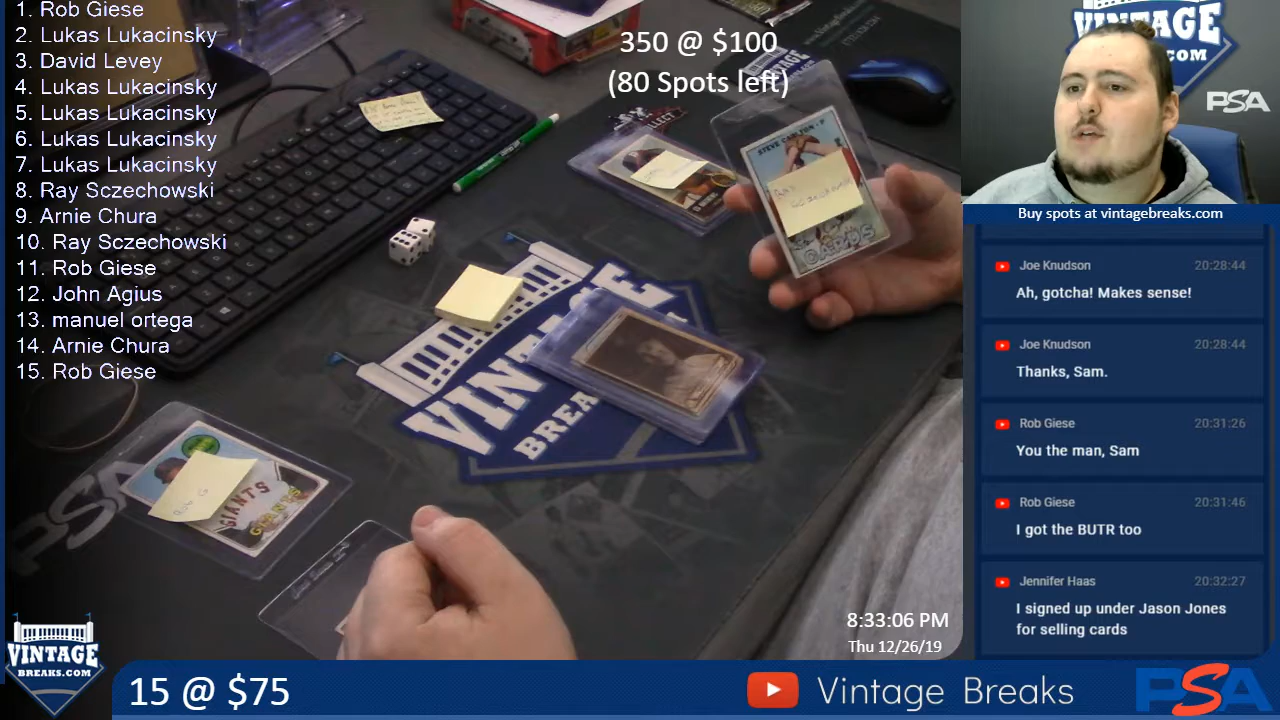 1. Rob Giese
2. Lukas Lukacinsky
3. David Levey
4. Lukas Lukacinsky
5. Lukas Lukacinsky
6. Lukas Lukacinsky
7. Lukas Lukacinsky
8. Ray Sczechowski
9. Arnie Chura
10. Ray Sczechowski
11. Rob Giese
12. John Agius
13. manuel ortega
14. Arnie Chura
15. Rob Giese
350 @ $100
(80 Spots left)
VINTAGE
.COM
PSA
Buy spots at vintagebreaks.com
Joe Knudson 20:28:44
Ah, gotcha! Makes sense!
Joe Knudson 20:28:44
Thanks, Sam.
Rob Giese 20:31:26
You the man, Sam
Rob Giese 20:31:46
I got the BUTR too
Jennifer Haas 20:32:27
I signed up under Jason Jones
for selling cards
STEVE CARLTON • P
CARDS
Rob G
GIANTS
PSA
8:33:06 PM
Thu 12/26/19
VINTAGE
BREAKS.COM
15 @ $75
Vintage Breaks
PSA